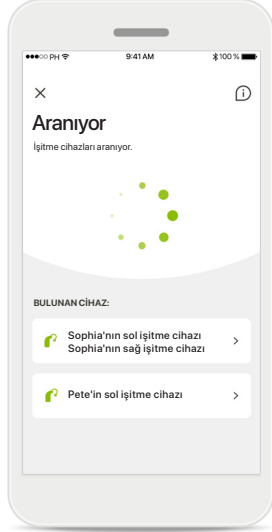 PH 9:41 AM 100 %
Aranıyor
İşitme cihazları aranıyor.
BULUNAN CİHAZ:
Sophia'nın sol işitme cihazı
Sophia'nın sağ işitme cihazı
Pete'in sol işitme cihazı